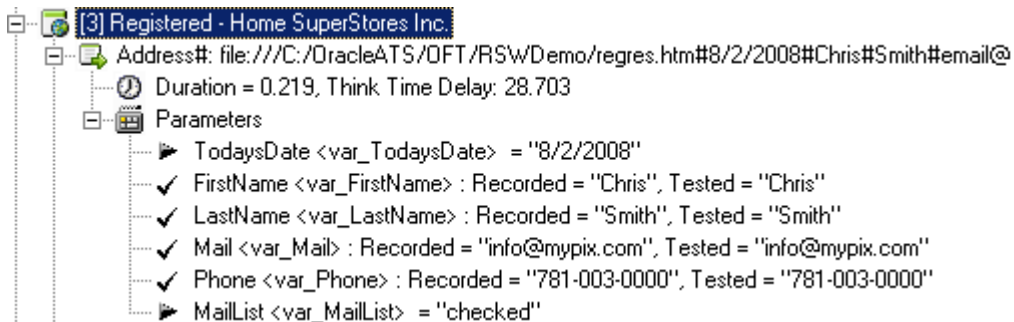 [3] Registered - Home SuperStores Inc.
Address#: file:///C:/OracleATS/OFT/RSWDemo/regres.htm#8/2/2008#Chris#Smith#email@
Duration = 0.219, Think Time Delay: 28.703
Parameters
TodaysDate <var_TodaysDate> = "8/2/2008"
FirstName <var_FirstName> : Recorded = "Chris", Tested = "Chris"
LastName <var_LastName> : Recorded = "Smith", Tested = "Smith"
Mail <var_Mail> : Recorded = "info@mypix.com", Tested = "info@mypix.com"
Phone <var_Phone> : Recorded = "781-003-0000", Tested = "781-003-0000"
MailList <var_MailList> = "checked"